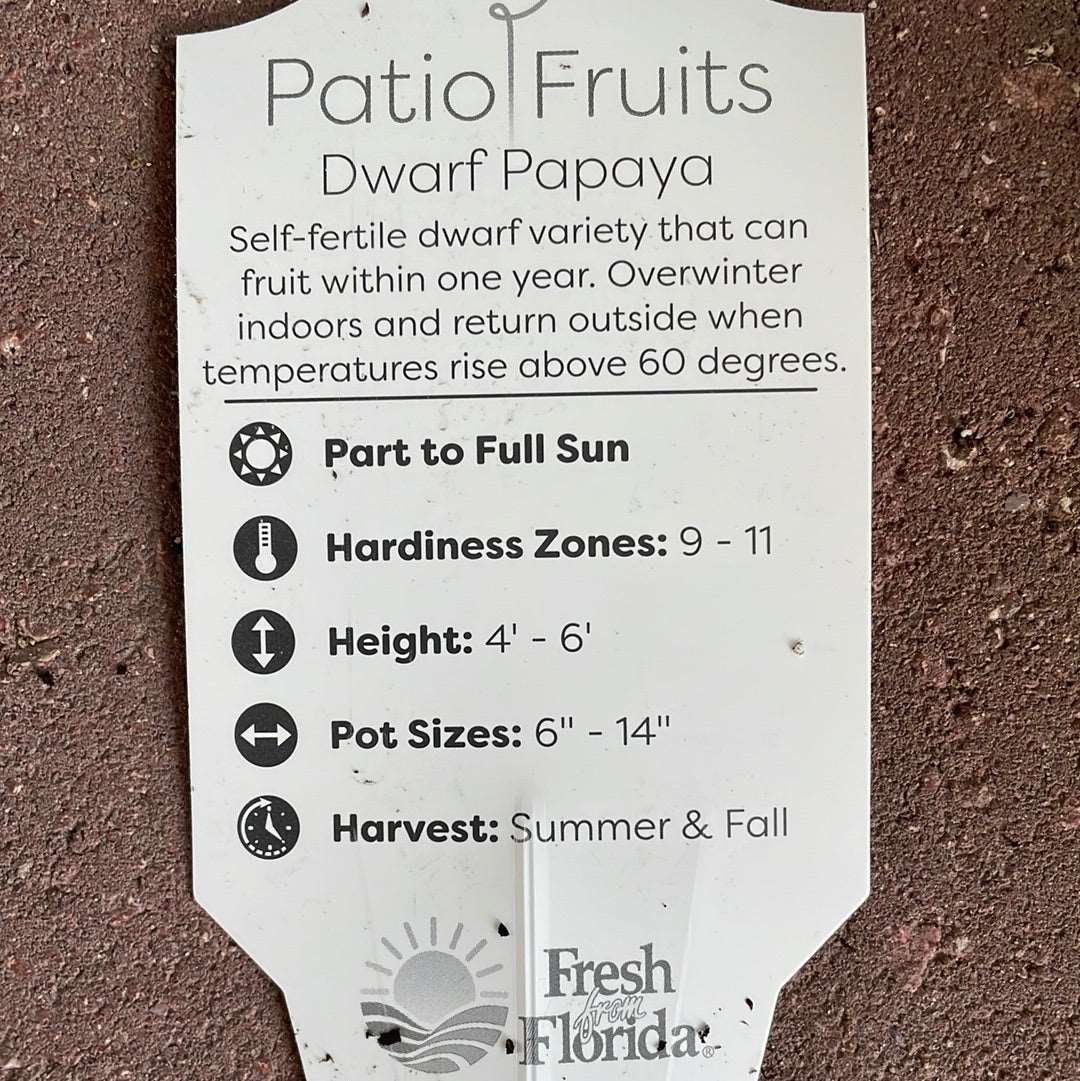 Patio Fruits
Dwarf Papaya
Self-fertile dwarf variety that can
fruit within one year. Overwinter
indoors and return outside when
temperatures rise above 60 degrees.
Part to Full Sun
Hardiness Zones: 9 - 11
Height: 4' - 6'
Pot Sizes: 6" - 14"
Harvest: Summer & Fall
Fresh
from
Florida®